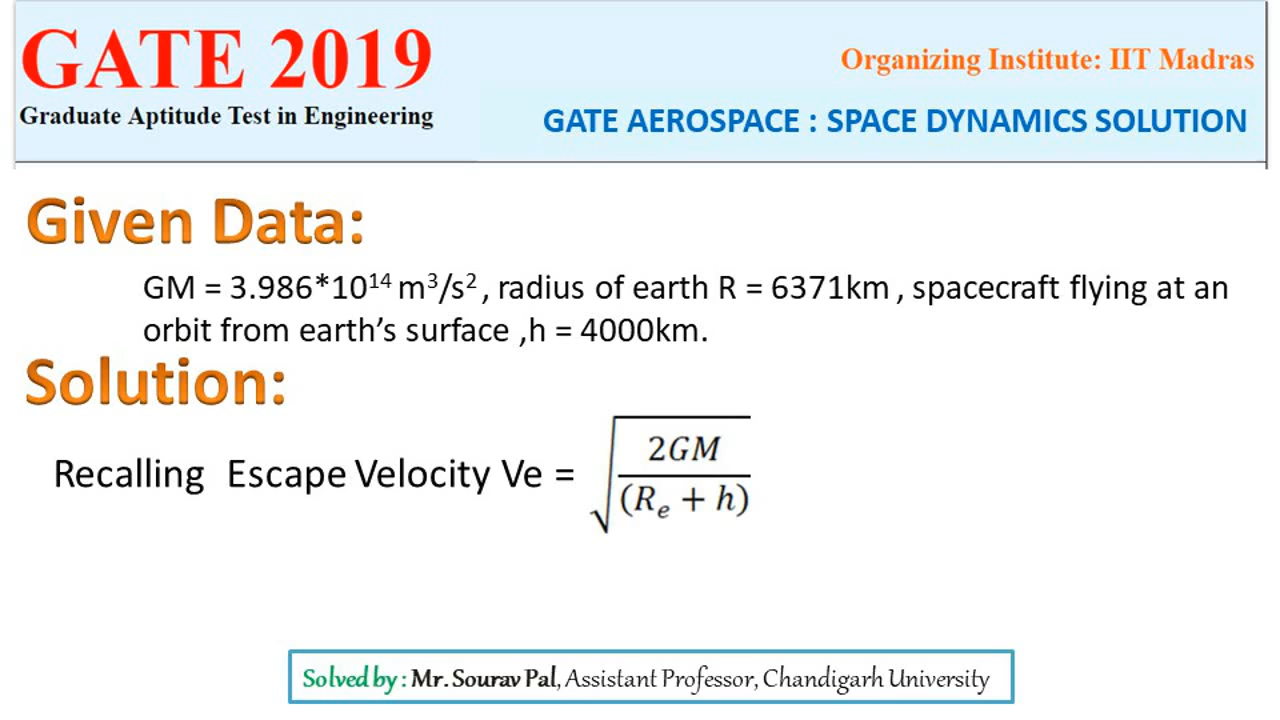 GATE 2019
Graduate Aptitude Test in Engineering
Organizing Institute: IIT Madras
GATE AEROSPACE : SPACE DYNAMICS SOLUTION
Given Data:
GM = 3.986*10¹⁴ m³/s² , radius of earth R = 6371km , spacecraft flying at an
orbit from earth’s surface ,h = 4000km.
Solution:
Recalling Escape Velocity Ve = √(2GM / (Rₑ + h))
Solved by : Mr. Sourav Pal, Assistant Professor, Chandigarh University